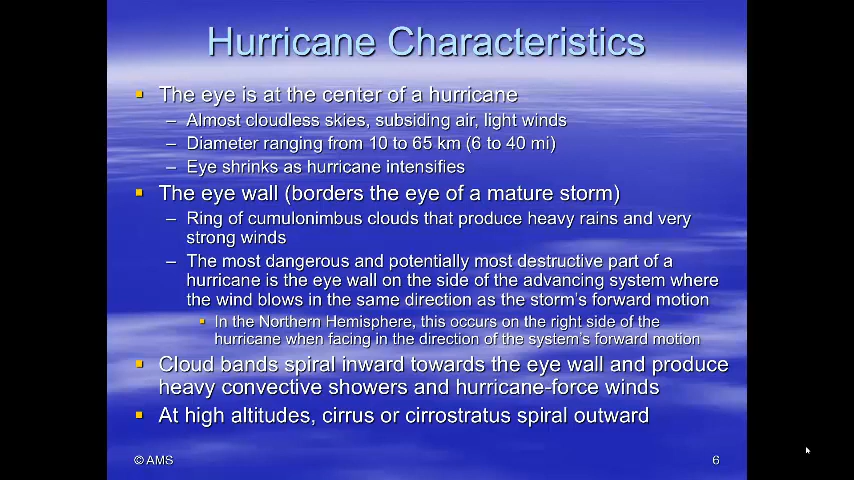 Hurricane Characteristics
▪ The eye is at the center of a hurricane
– Almost cloudless skies, subsiding air, light winds
– Diameter ranging from 10 to 65 km (6 to 40 mi)
– Eye shrinks as hurricane intensifies
▪ The eye wall (borders the eye of a mature storm)
– Ring of cumulonimbus clouds that produce heavy rains and very
strong winds
– The most dangerous and potentially most destructive part of a
hurricane is the eye wall on the side of the advancing system where
the wind blows in the same direction as the storm's forward motion
▪ In the Northern Hemisphere, this occurs on the right side of the
hurricane when facing in the direction of the system's forward motion
▪ Cloud bands spiral inward towards the eye wall and produce
heavy convective showers and hurricane-force winds
▪ At high altitudes, cirrus or cirrostratus spiral outward
© AMS
6